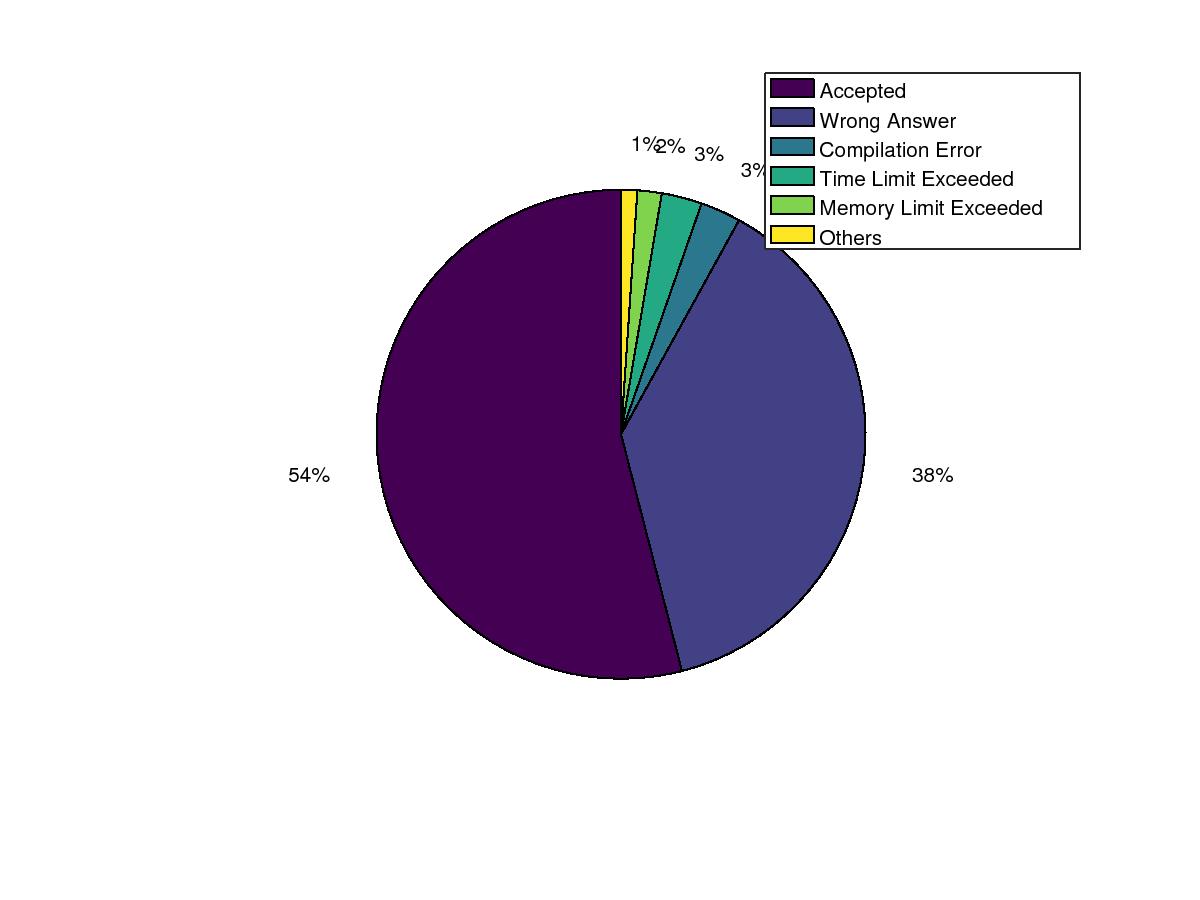 Accepted
Wrong Answer
Compilation Error
Time Limit Exceeded
Memory Limit Exceeded
Others
1%
2%
3%
3%
54%
38%